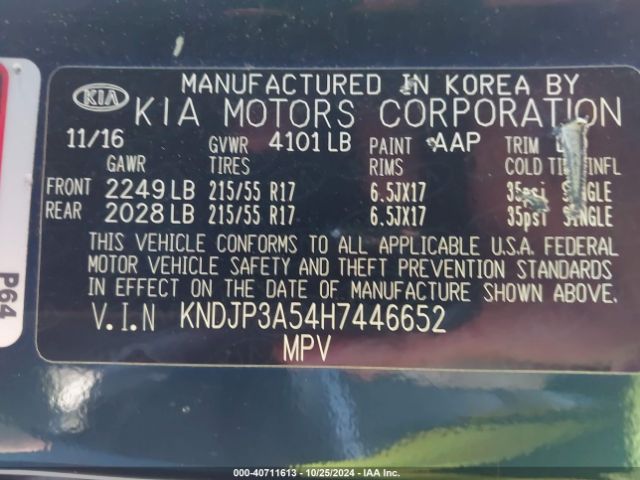 MANUFACTURED IN KOREA BY
KIA KIA MOTORS CORPORATION
11/16 GVWR 4101 LB PAINT AAP TRIM
GAWR TIRES RIMS COLD INFL
FRONT 2249 LB 215/55 R17 6.5JX17 35psi SINGLE
REAR 2028 LB 215/55 R17 6.5JX17 35psi SINGLE
THIS VEHICLE CONFORMS TO ALL APPLICABLE U.S.A. FEDERAL
MOTOR VEHICLE SAFETY AND THEFT PREVENTION STANDARDS
IN EFFECT ON THE DATE OF MANUFACTURE SHOWN ABOVE.
V.I.N KNDJP3A54H7446652
MPV
P64
000-40711613 - 10/25/2024 - IAA Inc.